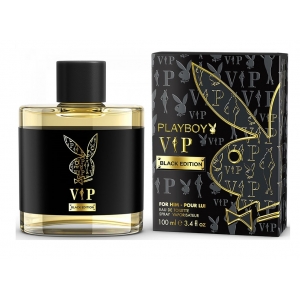 VIP
BLACK EDITION
PLAYBOY
VIP
BLACK EDITION
FOR HIM - POUR LUI
EAU DE TOILETTE
SPRAY VAPORISATEUR
100 ml e 3.4 fl oz